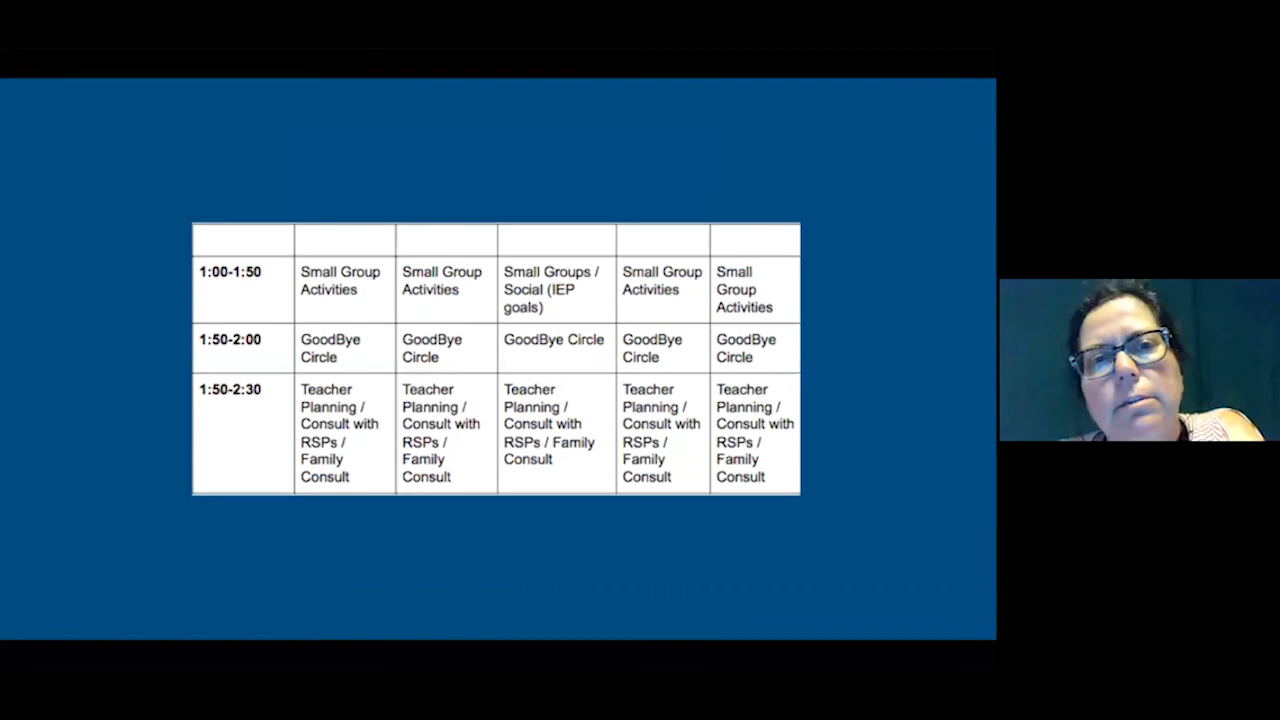 1:00-1:50
Small Group
Activities
Small Group
Activities
Small Groups /
Social (IEP
goals)
Small Group
Activities
Small
Group
Activities
1:50-2:00
GoodBye
Circle
GoodBye
Circle
GoodBye Circle
GoodBye
Circle
GoodBye
Circle
1:50-2:30
Teacher
Planning /
Consult with
RSPs /
Family
Consult
Teacher
Planning /
Consult with
RSPs /
Family
Consult
Teacher
Planning /
Consult with
RSPs / Family
Consult
Teacher
Planning /
Consult with
RSPs /
Family
Consult
Teacher
Planning /
Consult with
RSPs /
Family
Consult